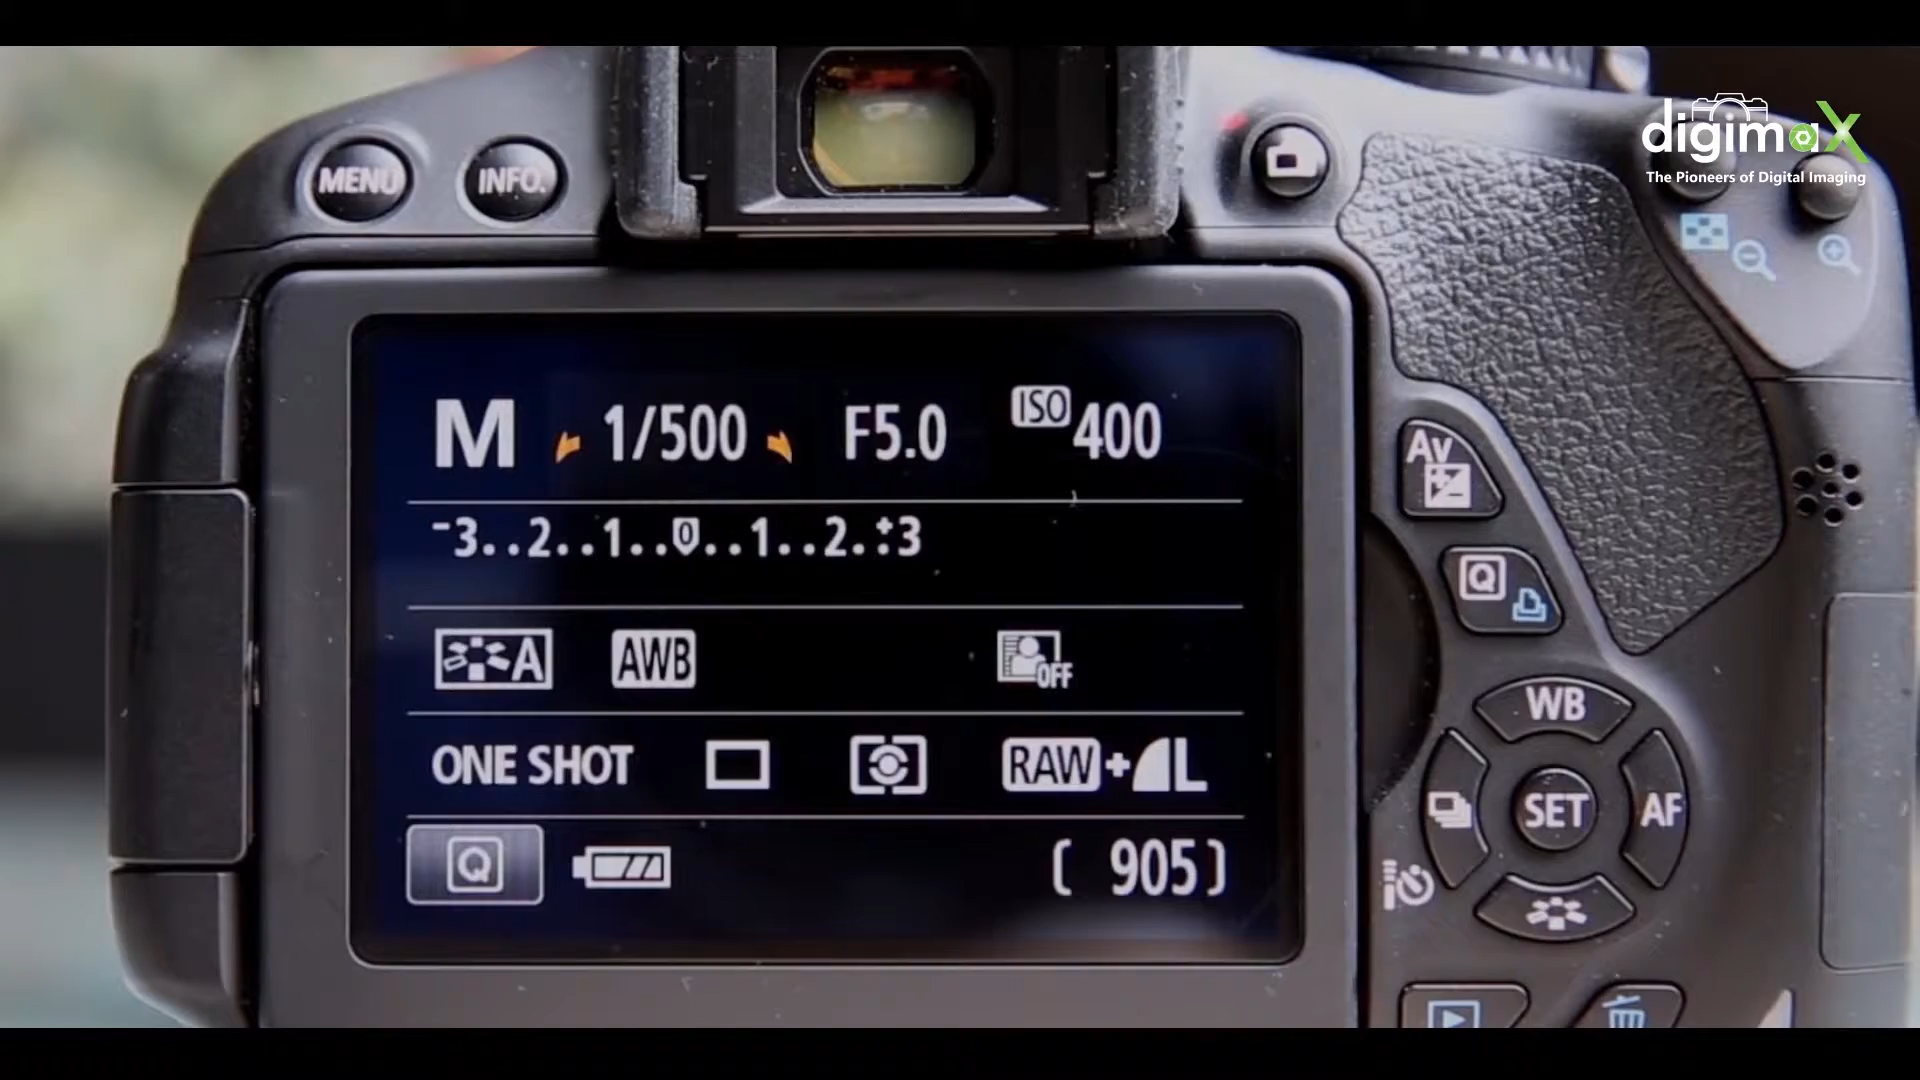 digimaX
The Pioneers of Digital Imaging
MENU
INFO.
M 1/500 F5.0 ISO 400
-3..2..1..0..1..2..+3
A AWB OFF
ONE SHOT RAW+L
Q [ 905]
Av
Q
WB
SET
AF